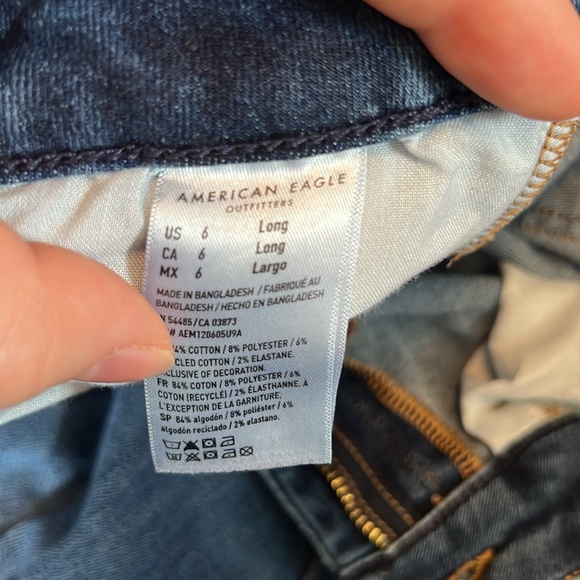 AMERICAN EAGLE
OUTFITTERS
US 6 Long
CA 6 Long
MX 6 Largo
MADE IN BANGLADESH / FABRIQUÉ AU
BANGLADESH / HECHO EN BANGLADESH
N 54485/CA 03873
# AEM120605U9A
4% COTTON / 8% POLYESTER / 6%
CLED COTTON / 2% ELASTANE.
CLUSIVE OF DECORATION.
FR 84% COTON / 8% POLYESTER / 6%
COTON (RECYCLÉ) / 2% ÉLASTHANNE. À
L'EXCEPTION DE LA GARNITURE.
SP 84% algodón / 8% poliéster / 6%
algodón reciclado / 2% elastano.